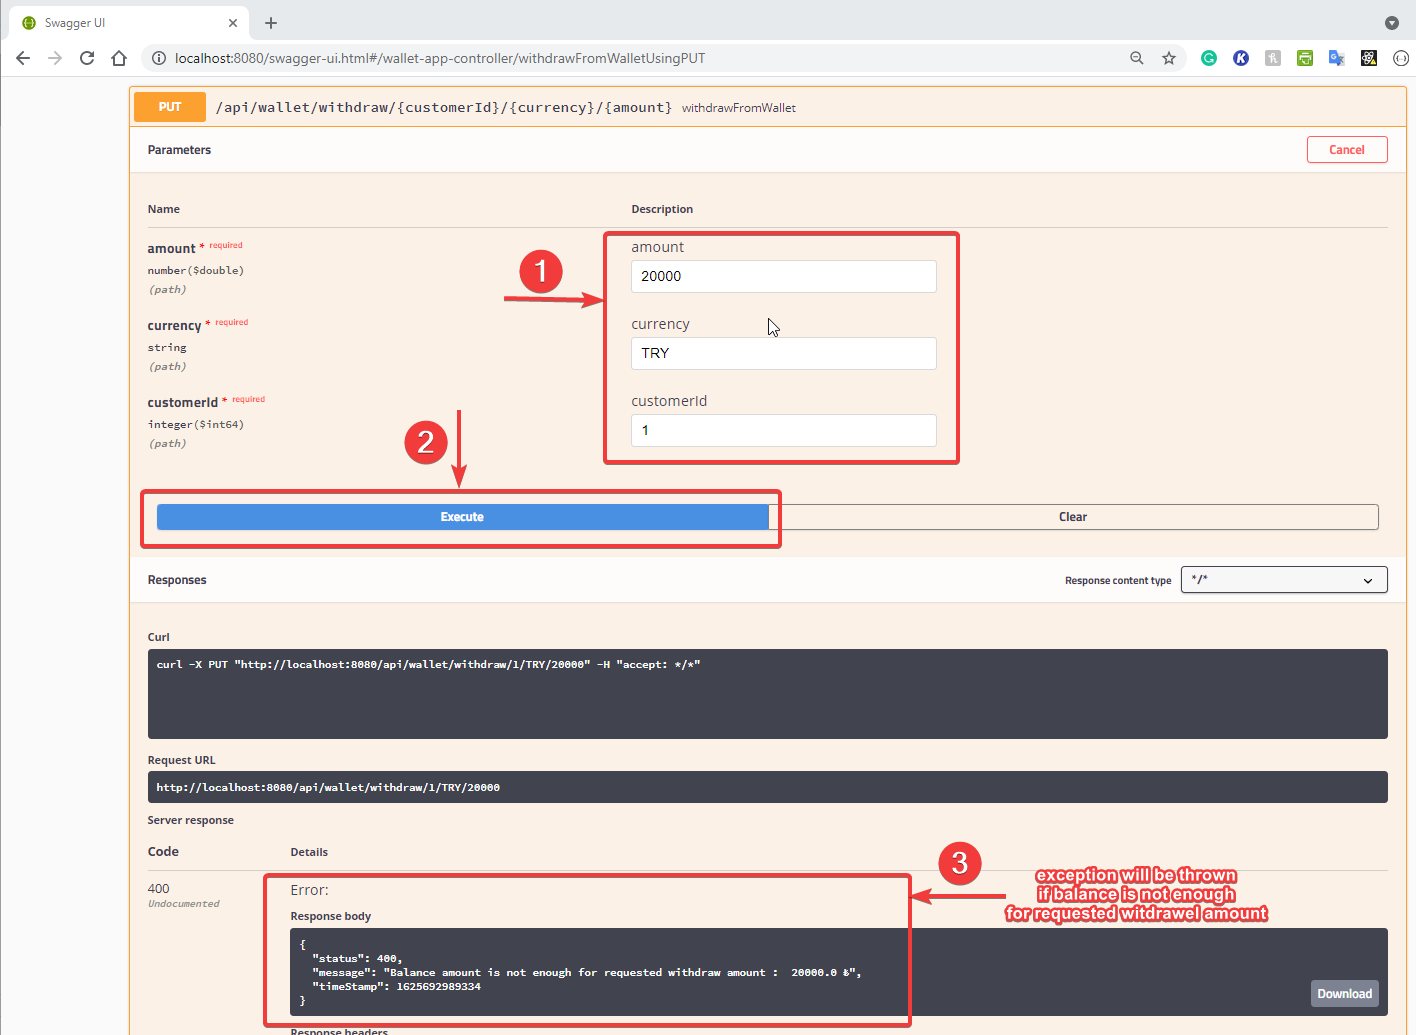 Swagger UI
localhost:8080/swagger-ui.html#/wallet-app-controller/withdrawFromWalletUsingPUT
PUT /api/wallet/withdraw/{customerId}/{currency}/{amount} withdrawFromWallet
Parameters Cancel
Name Description
amount * required
number($double)
(path)
amount
20000
1
currency * required
string
(path)
currency
TRY
customerId * required
integer($int64)
(path)
customerId
1
2
Execute Clear
Responses Response content type */*
Curl
curl -X PUT "http://localhost:8080/api/wallet/withdraw/1/TRY/20000" -H "accept: */*"
Request URL
http://localhost:8080/api/wallet/withdraw/1/TRY/20000
Server response
Code Details
400
Undocumented
Error:
3
exception will be thrown
if balance is not enough
for requested witdrawel amount
Response body
{
"status": 400,
"message": "Balance amount is not enough for requested withdraw amount : 20000.0 ₺",
"timeStamp": 1625692989334
}
Download
Response headers